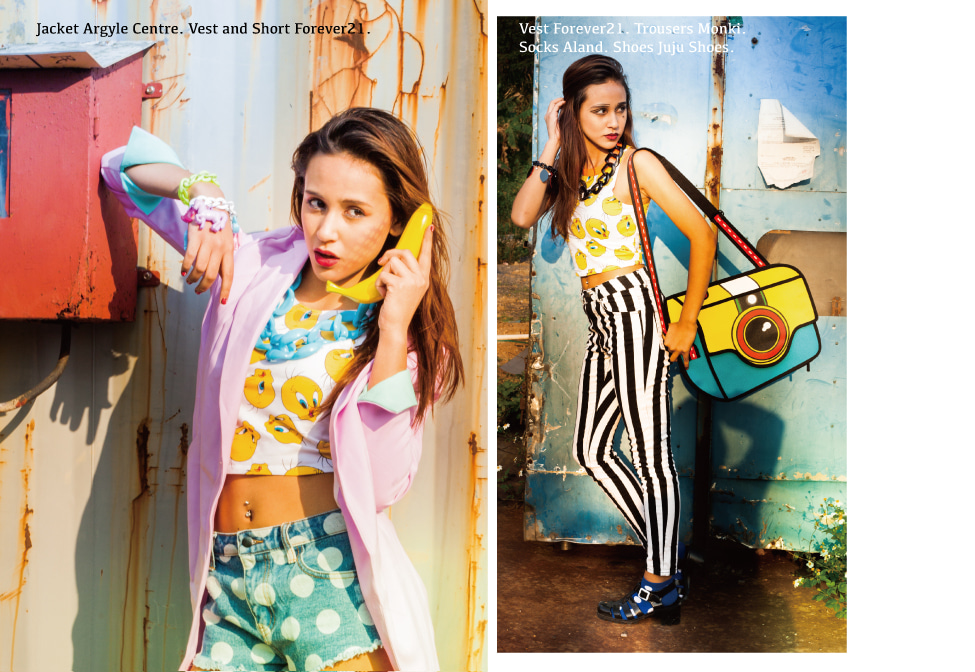 Jacket Argyle Centre. Vest and Short Forever21.
Vest Forever21. Trousers Monki.
Socks Aland. Shoes Juju Shoes.